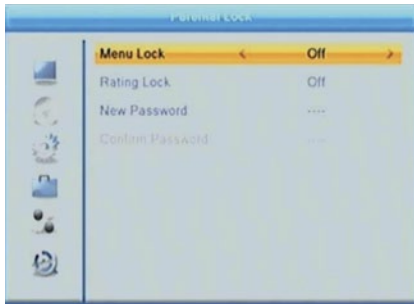 Parental Lock
Menu Lock < Off >
Rating Lock Off
New Password ----
Confirm Password ----